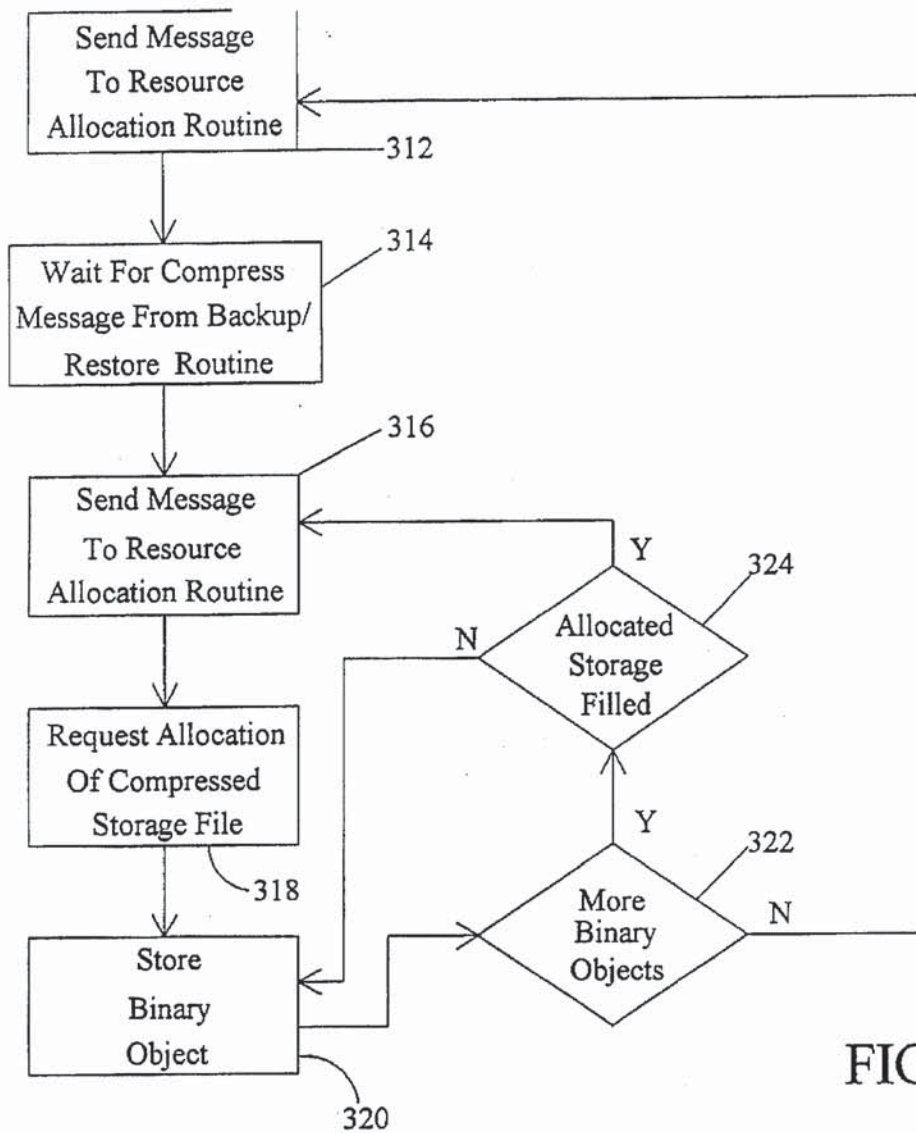 Send Message
To Resource
Allocation Routine
312
314
Wait For Compress
Message From Backup/
Restore Routine
316
Send Message
To Resource
Allocation Routine
Y
324
N
Allocated
Storage
Filled
Request Allocation
Of Compressed
Storage File
318
Y
322
More
Binary
Objects
N
Store
Binary
Object
320
FIG